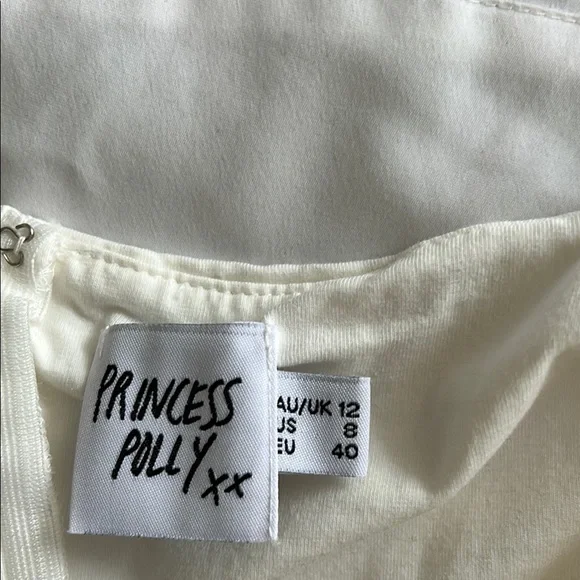 PRINCESS
POLLY xx
AU/UK 12
US 8
EU 40